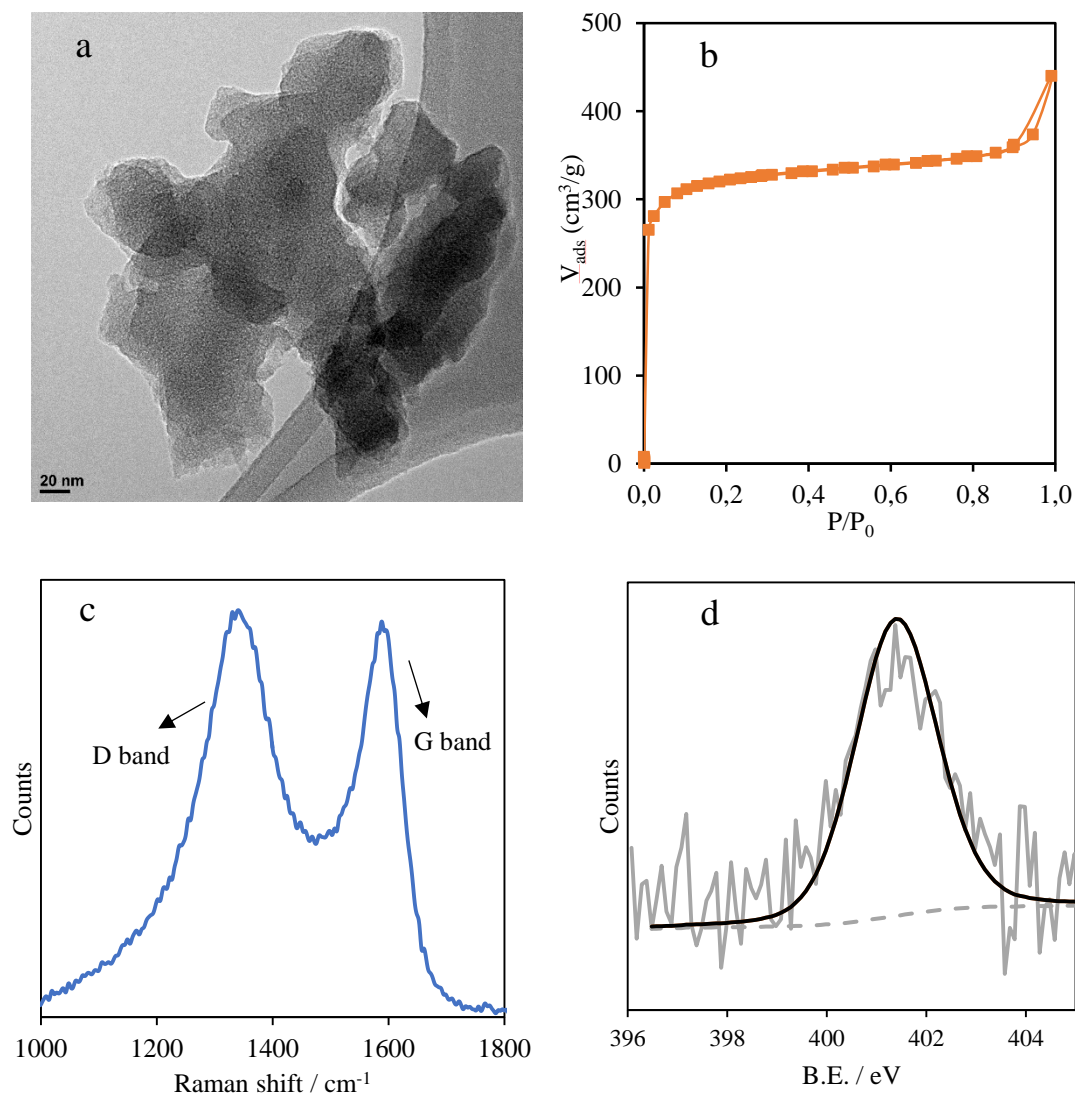 a
20 nm
b
500
400
300
200
100
0
V_ads (cm³/g)
0,0 0,2 0,4 0,6 0,8 1,0
P/P₀
c
D band
G band
Counts
1000 1200 1400 1600 1800
Raman shift / cm⁻¹
d
Counts
396 398 400 402 404
B.E. / eV